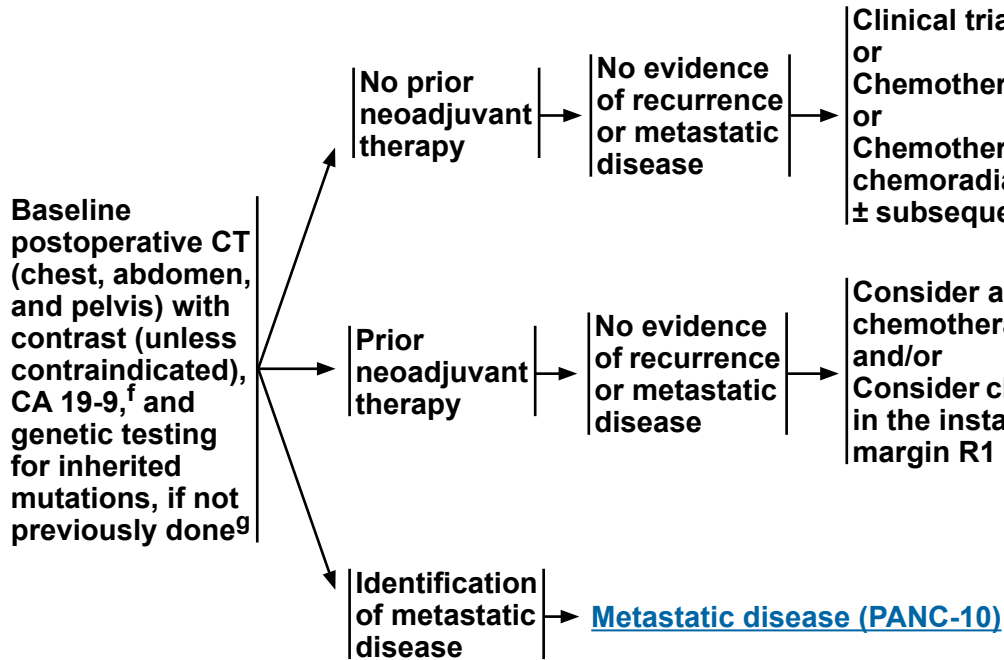 Baseline
postoperative CT
(chest, abdomen,
and pelvis) with
contrast (unless
contraindicated),
CA 19-9,f and
genetic testing
for inherited
mutations, if not
previously doneg
No prior
neoadjuvant
therapy
No evidence
of recurrence
or metastatic
disease
Clinical tria
or
Chemother
or
Chemother
chemoradia
± subseque
Prior
neoadjuvant
therapy
No evidence
of recurrence
or metastatic
disease
Consider a
chemothera
and/or
Consider c
in the insta
margin R1
Identification
of metastatic
disease
Metastatic disease (PANC-10)